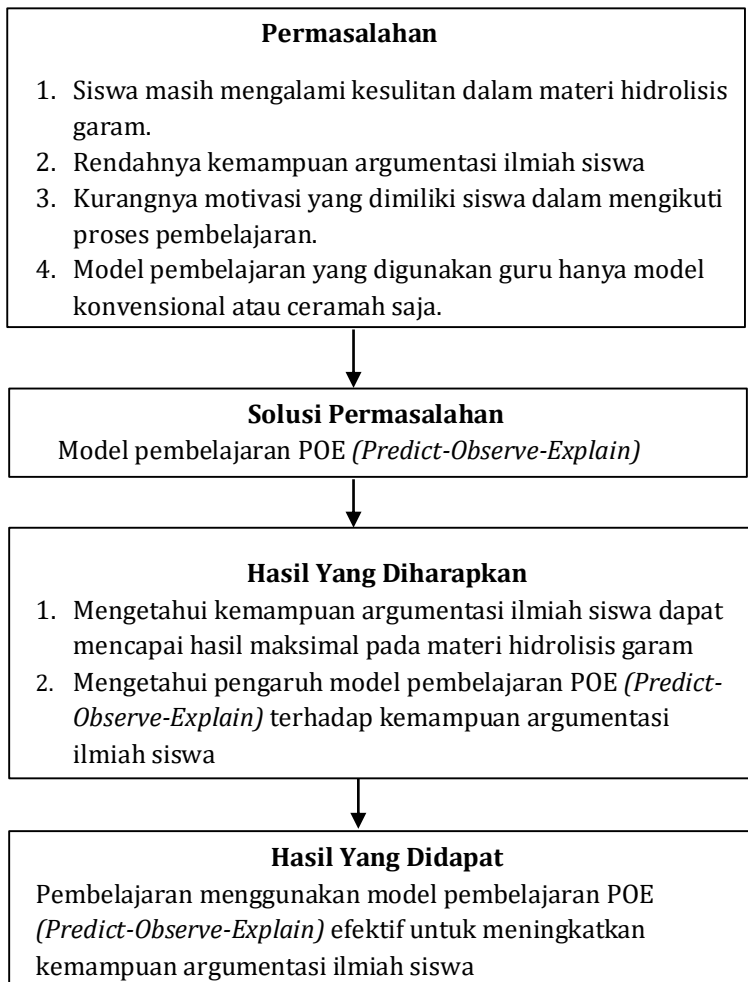 Permasalahan
1. Siswa masih mengalami kesulitan dalam materi hidrolisis
garam.
2. Rendahnya kemampuan argumentasi ilmiah siswa
3. Kurangnya motivasi yang dimiliki siswa dalam mengikuti
proses pembelajaran.
4. Model pembelajaran yang digunakan guru hanya model
konvensional atau ceramah saja.
Solusi Permasalahan
Model pembelajaran POE (Predict-Observe-Explain)
Hasil Yang Diharapkan
1. Mengetahui kemampuan argumentasi ilmiah siswa dapat
mencapai hasil maksimal pada materi hidrolisis garam
2. Mengetahui pengaruh model pembelajaran POE (Predict-
Observe-Explain) terhadap kemampuan argumentasi
ilmiah siswa
Hasil Yang Didapat
Pembelajaran menggunakan model pembelajaran POE
(Predict-Observe-Explain) efektif untuk meningkatkan
kemampuan argumentasi ilmiah siswa